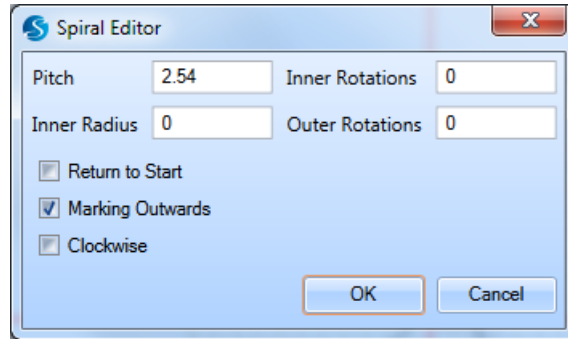 Spiral Editor
Pitch 2.54 Inner Rotations 0
Inner Radius 0 Outer Rotations 0
Return to Start
Marking Outwards
Clockwise
OK Cancel